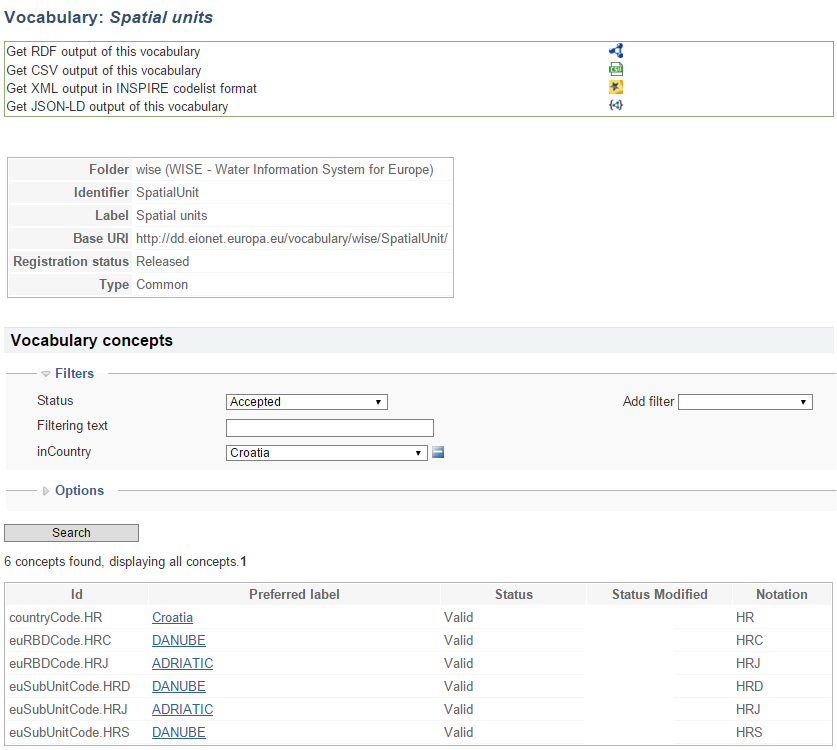 Vocabulary: Spatial units
Get RDF output of this vocabulary
Get CSV output of this vocabulary
CSV
Get XML output in INSPIRE codelist format
Get JSON-LD output of this vocabulary
Folder wise (WISE - Water Information System for Europe)
Identifier SpatialUnit
Label Spatial units
Base URI http://dd.eionet.europa.eu/vocabulary/wise/SpatialUnit/
Registration status Released
Type Common
Vocabulary concepts
Filters
Status Accepted Add filter
Filtering text
inCountry Croatia
Options
Search
6 concepts found, displaying all concepts.1
Id Preferred label Status Status Modified Notation
countryCode.HR Croatia Valid HR
euRBDCode.HRC DANUBE Valid HRC
euRBDCode.HRJ ADRIATIC Valid HRJ
euSubUnitCode.HRD DANUBE Valid HRD
euSubUnitCode.HRJ ADRIATIC Valid HRJ
euSubUnitCode.HRS DANUBE Valid HRS